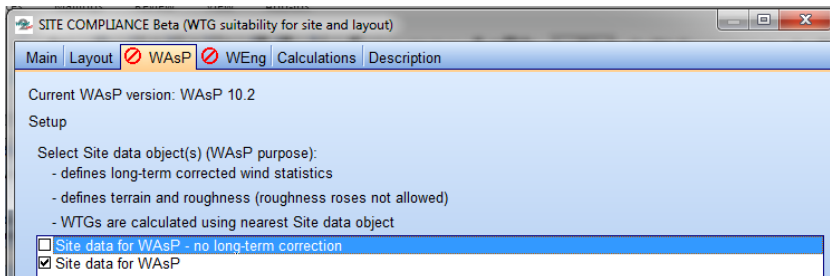 SITE COMPLIANCE Beta (WTG suitability for site and layout)
Main Layout WAsP WEng Calculations Description
Current WAsP version: WAsP 10.2
Setup
Select Site data object(s) (WAsP purpose):
- defines long-term corrected wind statistics
- defines terrain and roughness (roughness roses not allowed)
- WTGs are calculated using nearest Site data object
Site data for WAsP - no long-term correction
Site data for WAsP